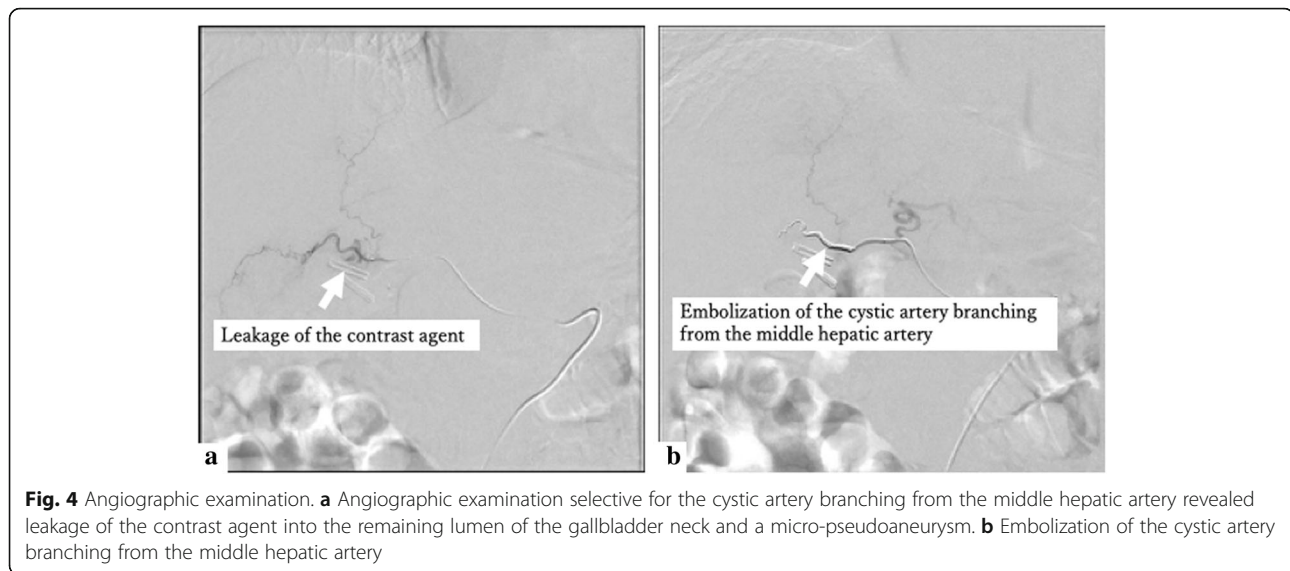 Leakage of the contrast agent
a
Embolization of the cystic artery branching
from the middle hepatic artery
b
Fig. 4 Angiographic examination. a Angiographic examination selective for the cystic artery branching from the middle hepatic artery revealed
leakage of the contrast agent into the remaining lumen of the gallbladder neck and a micro-pseudoaneurysm. b Embolization of the cystic artery
branching from the middle hepatic artery